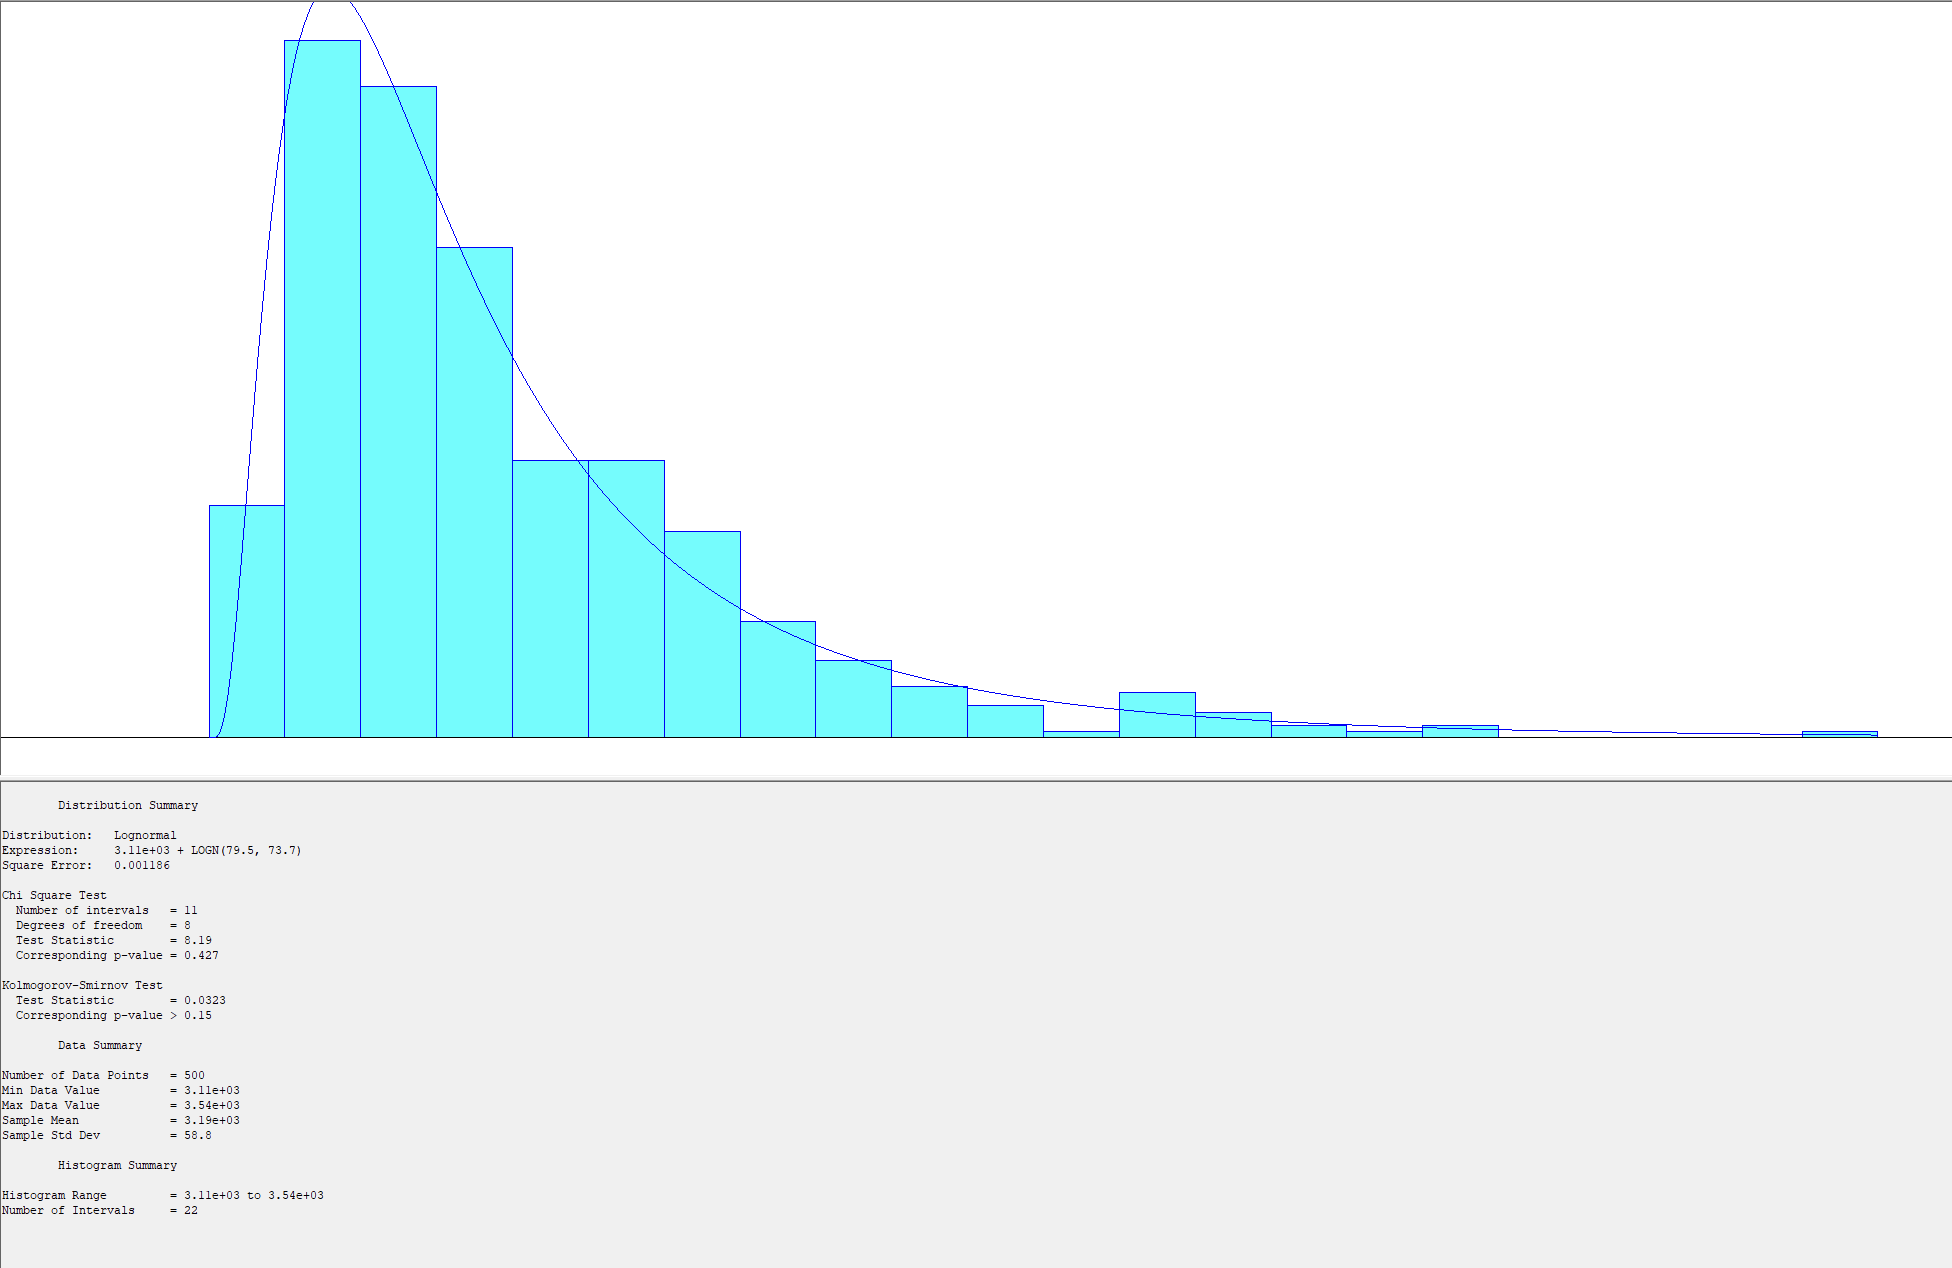 Distribution Summary
Distribution: Lognormal
Expression: 3.11e+03 + LOGN(79.5, 73.7)
Square Error: 0.001186
Chi Square Test
Number of intervals = 11
Degrees of freedom = 8
Test Statistic = 8.19
Corresponding p-value = 0.427
Kolmogorov-Smirnov Test
Test Statistic = 0.0323
Corresponding p-value > 0.15
Data Summary
Number of Data Points = 500
Min Data Value = 3.11e+03
Max Data Value = 3.54e+03
Sample Mean = 3.19e+03
Sample Std Dev = 58.8
Histogram Summary
Histogram Range = 3.11e+03 to 3.54e+03
Number of Intervals = 22